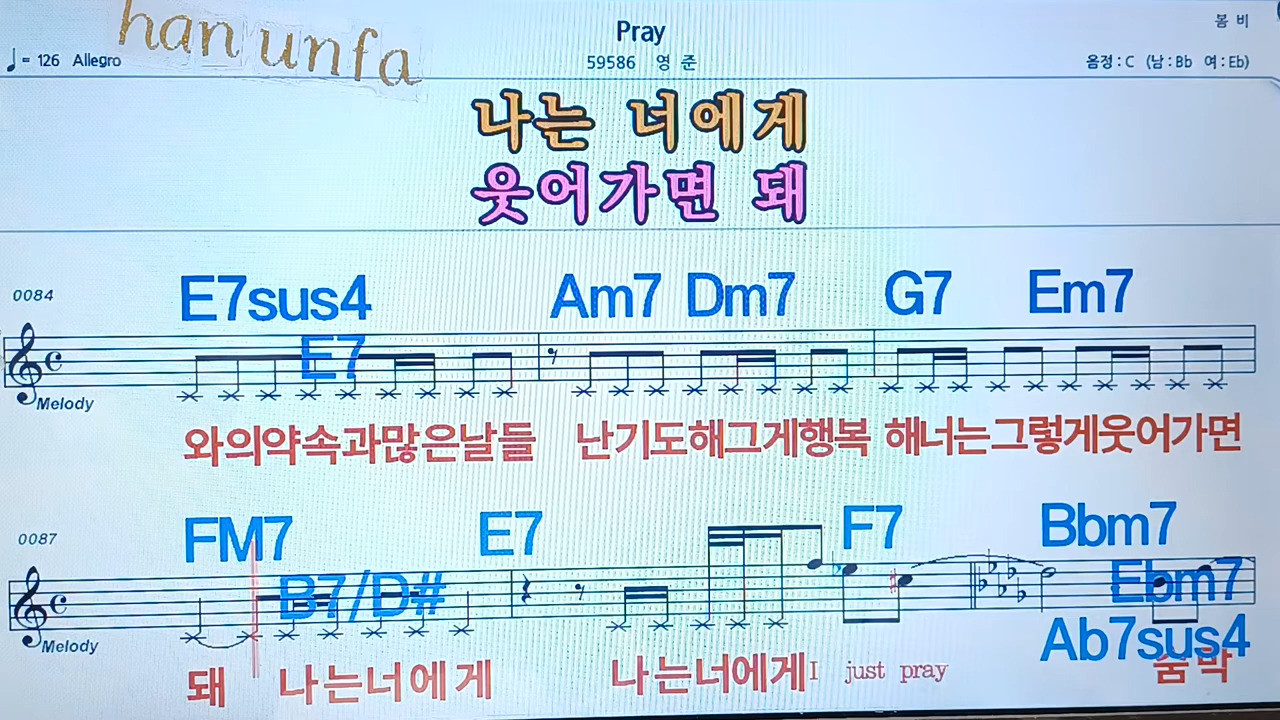 han unfa
Pray
봄 비
♩= 126 Allegro
59586 영 준
음정 : C (남 : Bb 여 : Eb)
나는 너에게
웃어가면 돼
0084
E7sus4 Am7 Dm7 G7 Em7
E7
Melody
와의약속과많은날들 난기도해그게행복 해너는그렇게웃어가면
0087
FM7 E7 F7 Bbm7
B7/D# Ebm7
Melody
Ab7sus4
돼 나는너에게 나는너에게I just pray 숨막